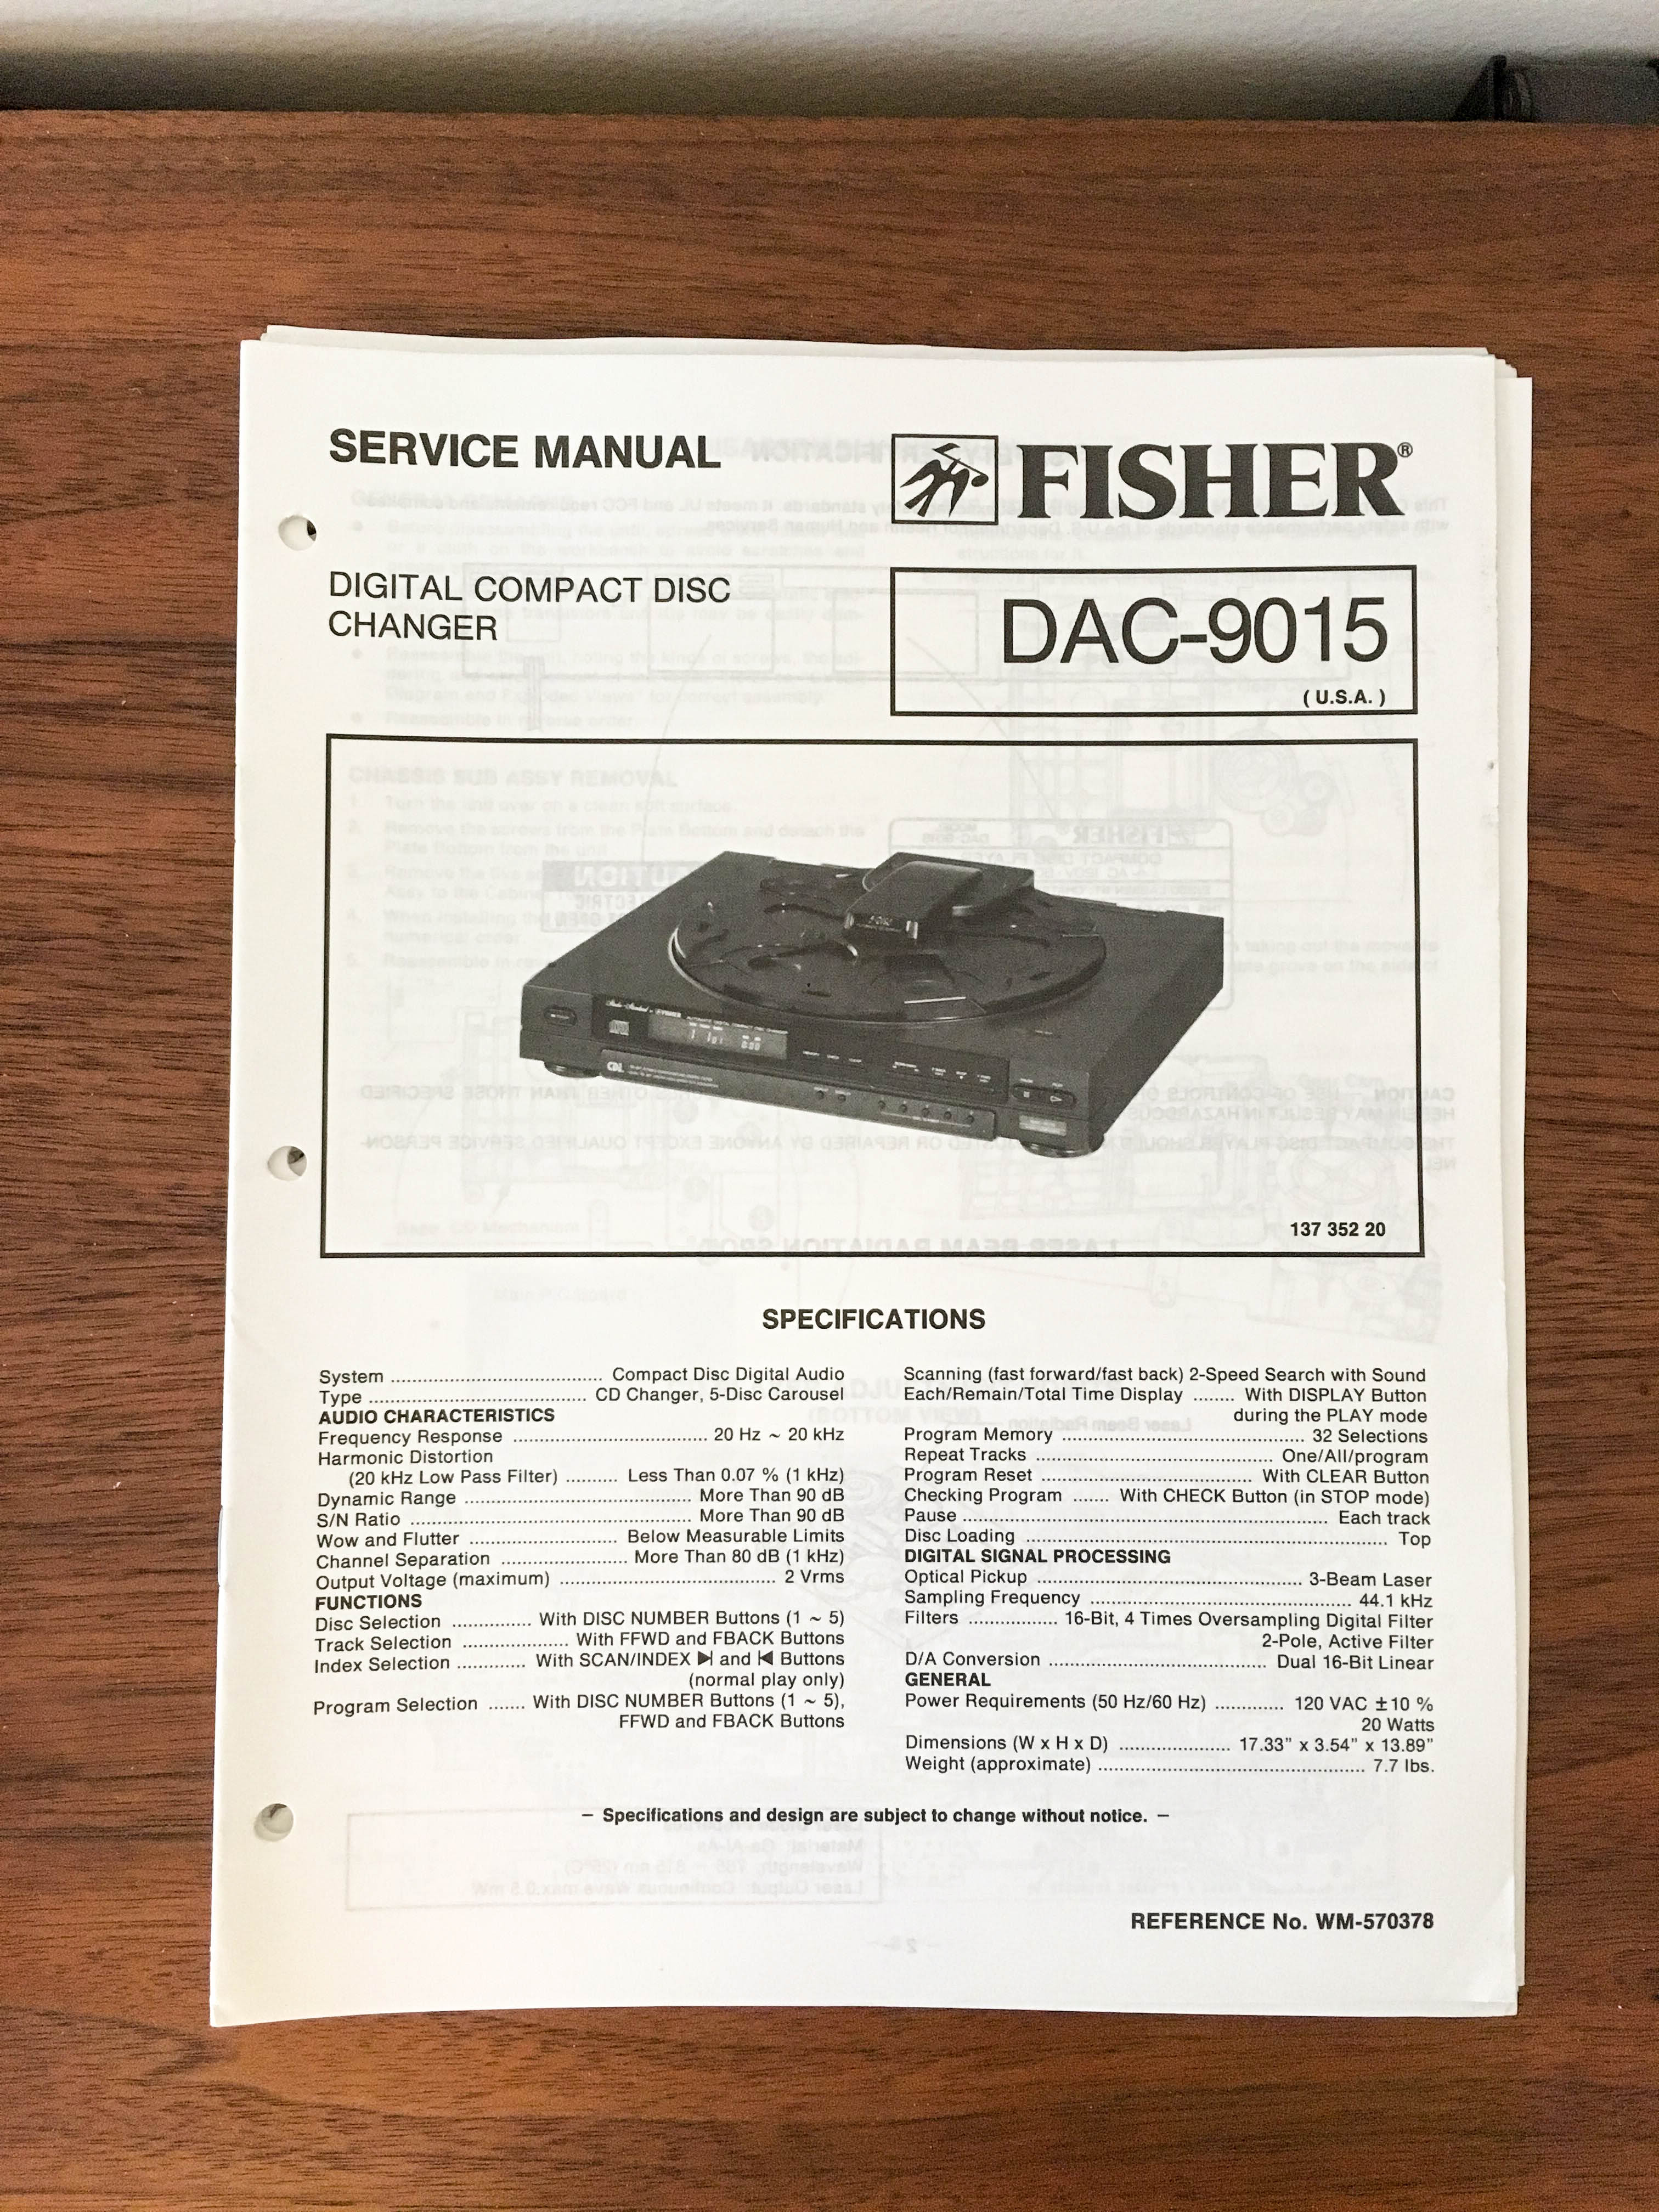 SERVICE MANUAL
FISHER®
DIGITAL COMPACT DISC
CHANGER
DAC-9015
( U.S.A. )
137 352 20
SPECIFICATIONS
System .................................. Compact Disc Digital Audio
Type ................................... CD Changer, 5-Disc Carousel
AUDIO CHARACTERISTICS
Frequency Response ............................... 20 Hz ~ 20 kHz
Harmonic Distortion
(20 kHz Low Pass Filter) .......... Less Than 0.07 % (1 kHz)
Dynamic Range ..................................... More Than 90 dB
S/N Ratio ............................................. More Than 90 dB
Wow and Flutter ........................ Below Measurable Limits
Channel Separation ..................... More Than 80 dB (1 kHz)
Output Voltage (maximum) ................................... 2 Vrms
FUNCTIONS
Disc Selection ............. With DISC NUMBER Buttons (1 ~ 5)
Track Selection ................. With FFWD and FBACK Buttons
Index Selection ........... With SCAN/INDEX ▶| and |◀ Buttons
(normal play only)
Program Selection ...... With DISC NUMBER Buttons (1 ~ 5),
FFWD and FBACK Buttons
Scanning (fast forward/fast back) 2-Speed Search with Sound
Each/Remain/Total Time Display ....... With DISPLAY Button
during the PLAY mode
Program Memory ....................................... 32 Selections
Repeat Tracks ...................................... One/All/program
Program Reset .................................. With CLEAR Button
Checking Program ...... With CHECK Button (in STOP mode)
Pause .......................................................... Each track
Disc Loading ........................................................... Top
DIGITAL SIGNAL PROCESSING
Optical Pickup ...................................... 3-Beam Laser
Sampling Frequency .......................................... 44.1 kHz
Filters .............. 16-Bit, 4 Times Oversampling Digital Filter
2-Pole, Active Filter
D/A Conversion ................................... Dual 16-Bit Linear
GENERAL
Power Requirements (50 Hz/60 Hz) ........... 120 VAC ±10 %
20 Watts
Dimensions (W x H x D) .................. 17.33" x 3.54" x 13.89"
Weight (approximate) ........................................... 7.7 lbs.
– Specifications and design are subject to change without notice. –
REFERENCE No. WM-570378